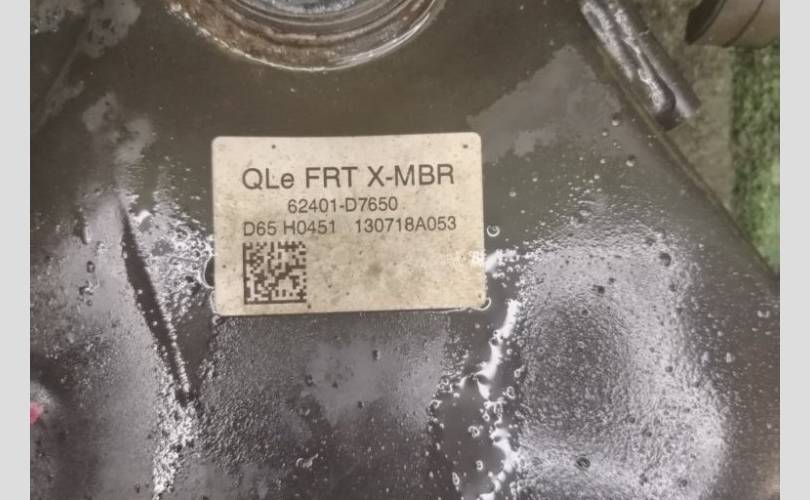 QLe FRT X-MBR
62401-D7650
D65 H0451 130718A053